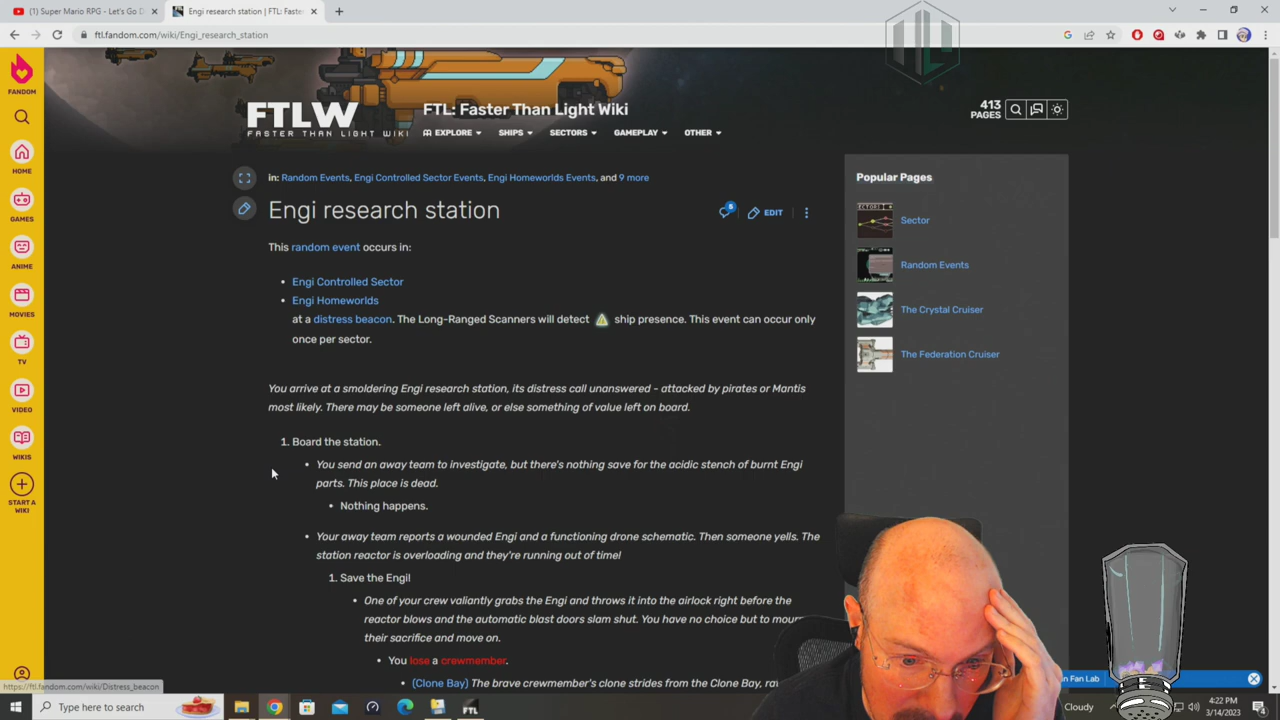 (1) Super Mario RPG - Let's Go D
Engi research station | FTL: Faster
ftl.fandom.com/wiki/Engi_research_station
FANDOM
HOME
GAMES
ANIME
MOVIES
TV
VIDEO
WIKIS
START A
WIKI
FTLW
FASTER THAN LIGHT WIKI
FTL: Faster Than Light Wiki
EXPLORE
SHIPS
SECTORS
GAMEPLAY
OTHER
413
PAGES
in: Random Events, Engi Controlled Sector Events, Engi Homeworlds Events, and 9 more
Engi research station
5
EDIT
This random event occurs in:
• Engi Controlled Sector
• Engi Homeworlds
at a distress beacon. The Long-Ranged Scanners will detect ship presence. This event can occur only
once per sector.
You arrive at a smoldering Engi research station, its distress call unanswered - attacked by pirates or Mantis
most likely. There may be someone left alive, or else something of value left on board.
1. Board the station.
• You send an away team to investigate, but there's nothing save for the acidic stench of burnt Engi
parts. This place is dead.
• Nothing happens.
• Your away team reports a wounded Engi and a functioning drone schematic. Then someone yells. The
station reactor is overloading and they're running out of time!
1. Save the Engi!
• One of your crew valiantly grabs the Engi and throws it into the airlock right before the
reactor blows and the automatic blast doors slam shut. You have no choice but to mourn
their sacrifice and move on.
• You lose a crewmember.
• (Clone Bay) The brave crewmember's clone strides from the Clone Bay,
Popular Pages
Sector
Random Events
The Crystal Cruiser
The Federation Cruiser
n Fan Lab
https://ftl.fandom.com/wiki/Distress_beacon
Type here to search
Cloudy
4:22 PM
3/14/2023
4